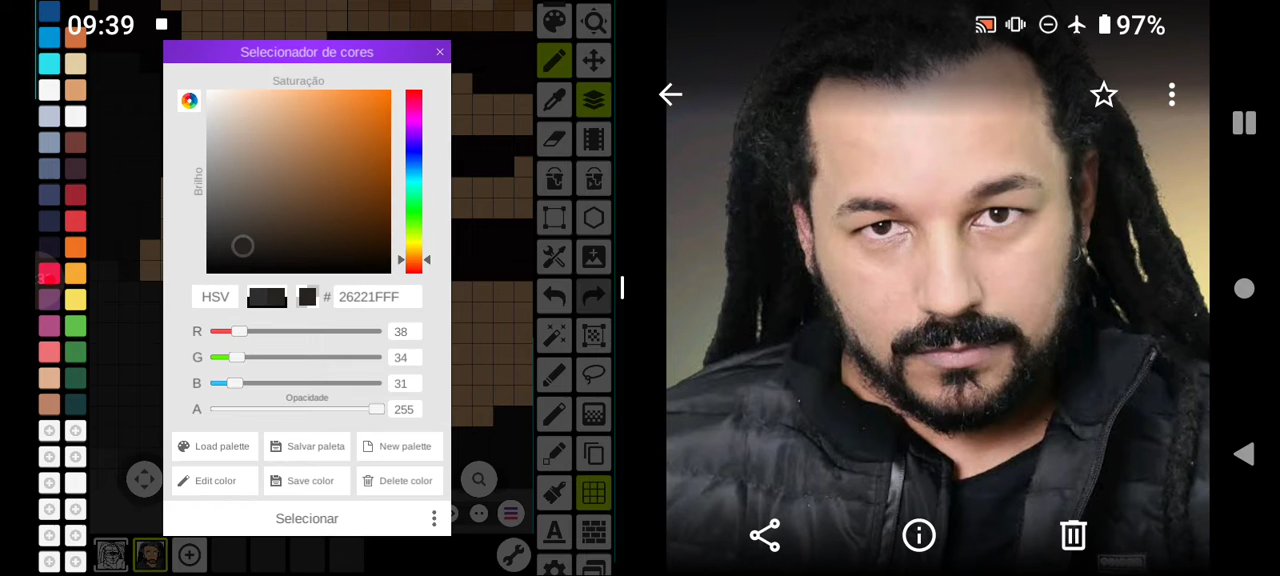 09:39
97%
Selecionador de cores
×
Saturação
Brilho
HSV
# 26221FFF
R 38
G 34
B 31
Opacidade
A 255
Load palette
Salvar paleta
New palette
Edit color
Save color
Delete color
Selecionar
A